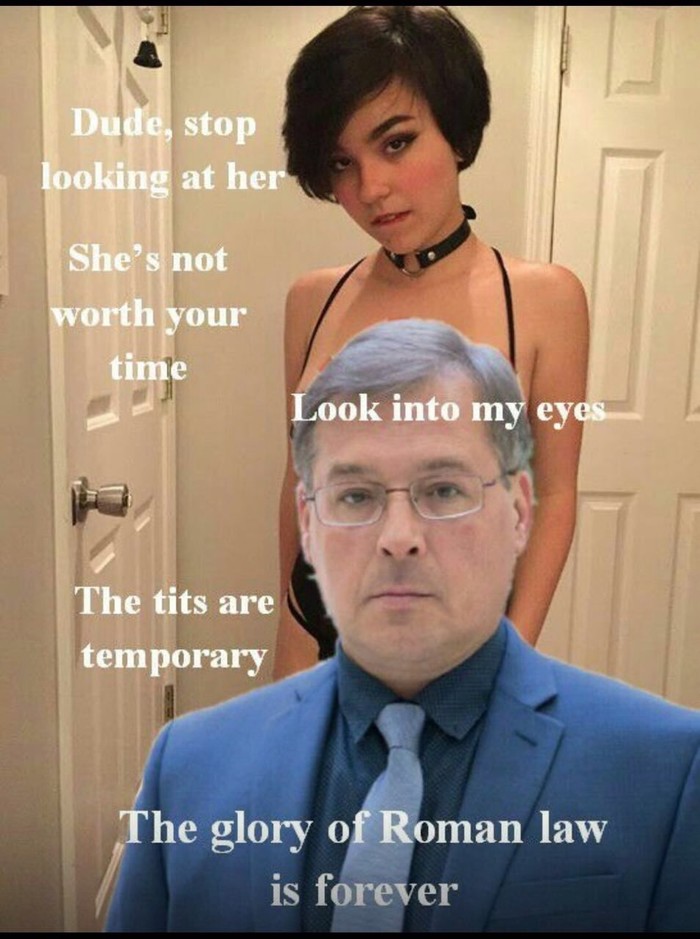 Dude, stop
looking at her
She's not
worth your
time
Look into my eyes
The tits are
temporary
The glory of Roman law
is forever